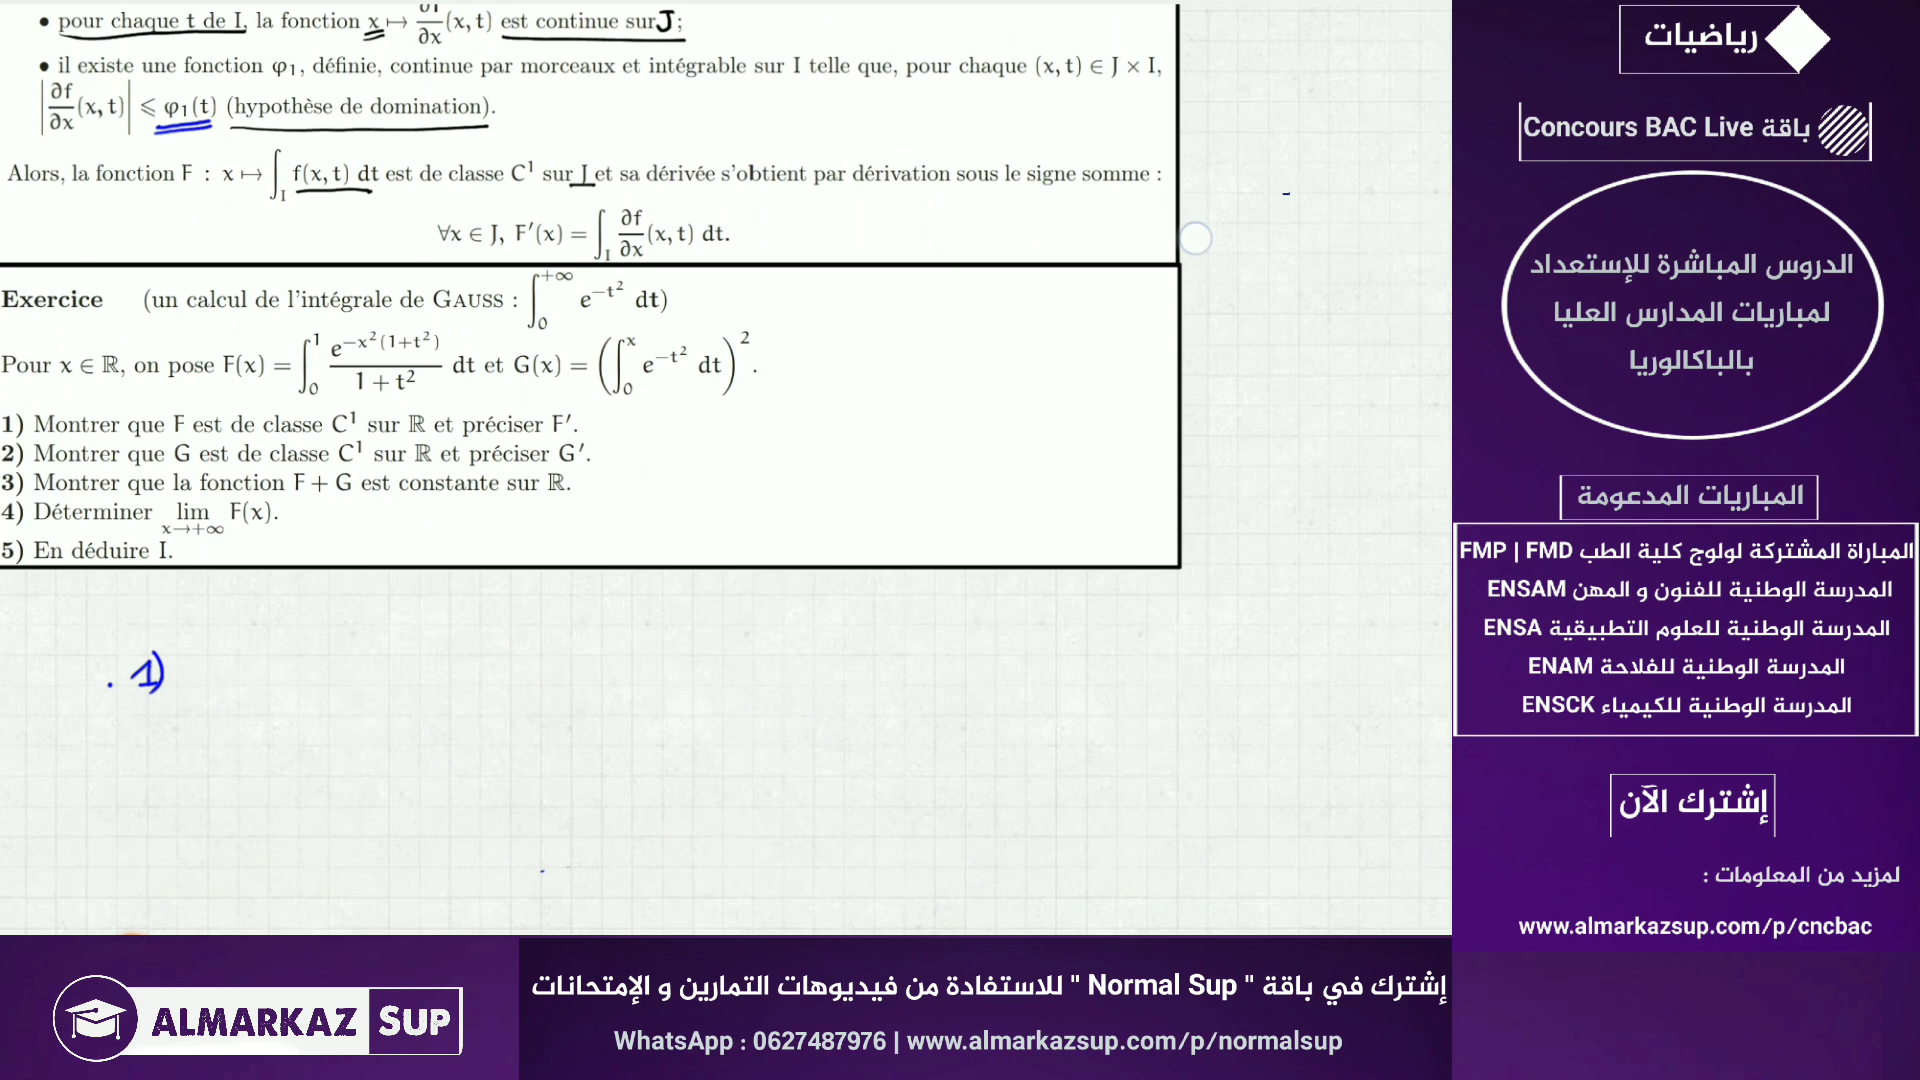 • pour chaque t de I, la fonction x ↦ ∂f/∂x (x, t) est continue sur J ;
• il existe une fonction φ₁, définie, continue par morceaux et intégrable sur I telle que, pour chaque (x, t) ∈ J × I,
|∂f/∂x (x, t)| ⩽ φ₁(t) (hypothèse de domination).
Alors, la fonction F : x ↦ ∫_I f(x, t) dt est de classe C¹ sur J et sa dérivée s'obtient par dérivation sous le signe somme :
∀x ∈ J, F′(x) = ∫_I ∂f/∂x (x, t) dt.
Exercice (un calcul de l'intégrale de GAUSS : ∫_0^{+∞} e^{−t²} dt)
Pour x ∈ ℝ, on pose F(x) = ∫_0^1 e^{−x²(1+t²)}/(1 + t²) dt et G(x) = (∫_0^x e^{−t²} dt)².
1) Montrer que F est de classe C¹ sur ℝ et préciser F′.
2) Montrer que G est de classe C¹ sur ℝ et préciser G′.
3) Montrer que la fonction F + G est constante sur ℝ.
4) Déterminer lim_{x→+∞} F(x).
5) En déduire I.
. 1)
رياضيات
باقة Concours BAC Live
الدروس المباشرة للإستعداد
لمباريات المدارس العليا
بالباكالوريا
المباريات المدعومة
المباراة المشتركة لولوج كلية الطب FMP | FMD
المدرسة الوطنية للفنون و المهن ENSAM
المدرسة الوطنية للعلوم التطبيقية ENSA
المدرسة الوطنية للفلاحة ENAM
المدرسة الوطنية للكيمياء ENSCK
إشترك الآن
لمزيد من المعلومات :
www.almarkazsup.com/p/cncbac
ALMARKAZ SUP
إشترك في باقة " Normal Sup " للاستفادة من فيديوهات التمارين و الإمتحانات
WhatsApp : 0627487976 | www.almarkazsup.com/p/normalsup